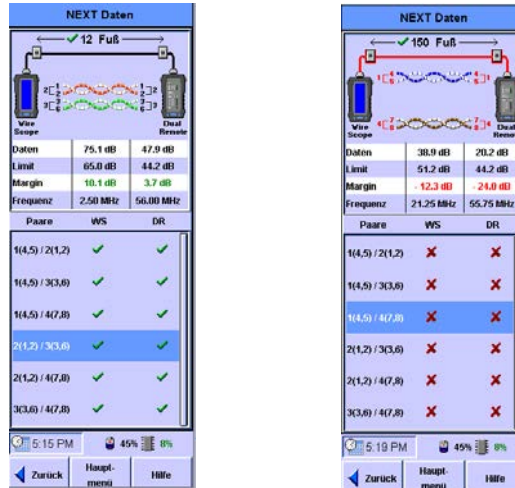 NEXT Daten
✓ 12 Fuß
Wire Scope
Dual Remote
Daten 75.1 dB 47.9 dB
Limit 65.0 dB 44.2 dB
Margin 10.1 dB 3.7 dB
Frequenz 2.50 MHz 56.00 MHz
Paare WS DR
1(4,5) / 2(1,2) ✓ ✓
1(4,5) / 3(3,6) ✓ ✓
1(4,5) / 4(7,8) ✓ ✓
2(1,2) / 3(3,6) ✓ ✓
2(1,2) / 4(7,8) ✓ ✓
3(3,6) / 4(7,8) ✓ ✓
5:15 PM 45% 8%
Zurück Haupt-menü Hilfe
NEXT Daten
✓ 150 Fuß
Wire Scope
Dual Remo
Daten 38.9 dB 20.2 dB
Limit 51.2 dB 44.2 dB
Margin - 12.3 dB - 24.0 dB
Frequenz 21.25 MHz 55.75 MHz
Paare WS DR
1(4,5) / 2(1,2) ✗ ✗
1(4,5) / 3(3,6) ✗ ✗
1(4,5) / 4(7,8) ✗ ✗
2(1,2) / 3(3,6) ✗ ✗
2(1,2) / 4(7,8) ✗ ✗
3(3,6) / 4(7,8) ✗ ✗
5:19 PM 45% 8%
Zurück Haupt-menü Hilfe